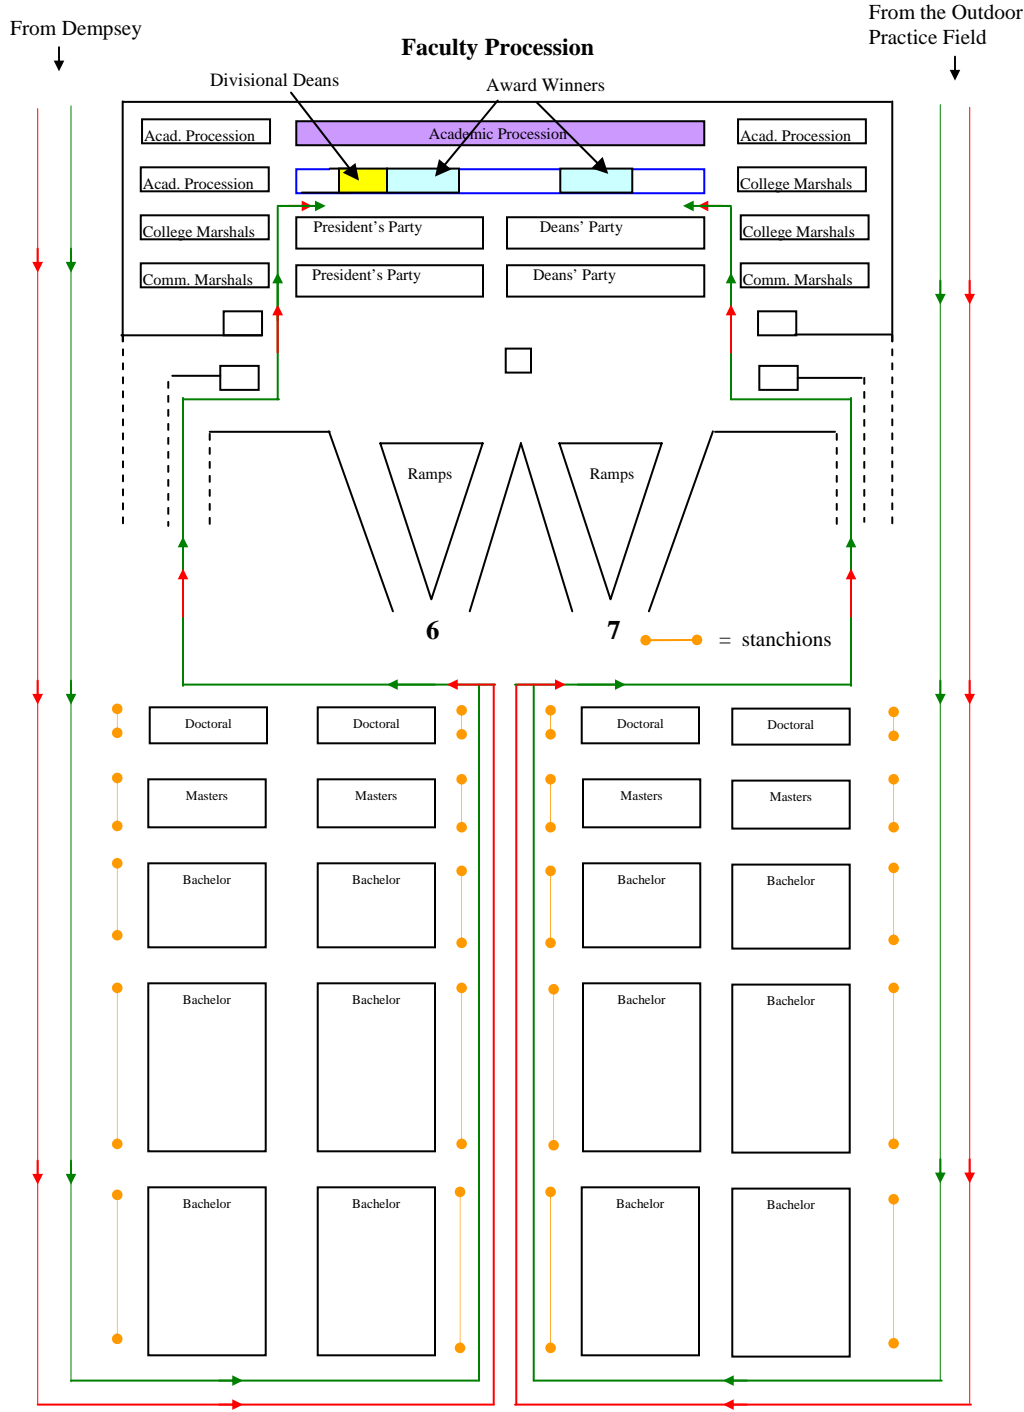 From Dempsey
From the Outdoor
Practice Field
Faculty Procession
Divisional Deans
Award Winners
Acad. Procession
Academic Procession
Acad. Procession
Acad. Procession
College Marshals
College Marshals
President's Party
Deans' Party
College Marshals
Comm. Marshals
President's Party
Deans' Party
Comm. Marshals
Ramps
Ramps
6
7
= stanchions
Doctoral
Doctoral
Doctoral
Doctoral
Masters
Masters
Masters
Masters
Bachelor
Bachelor
Bachelor
Bachelor
Bachelor
Bachelor
Bachelor
Bachelor
Bachelor
Bachelor
Bachelor
Bachelor